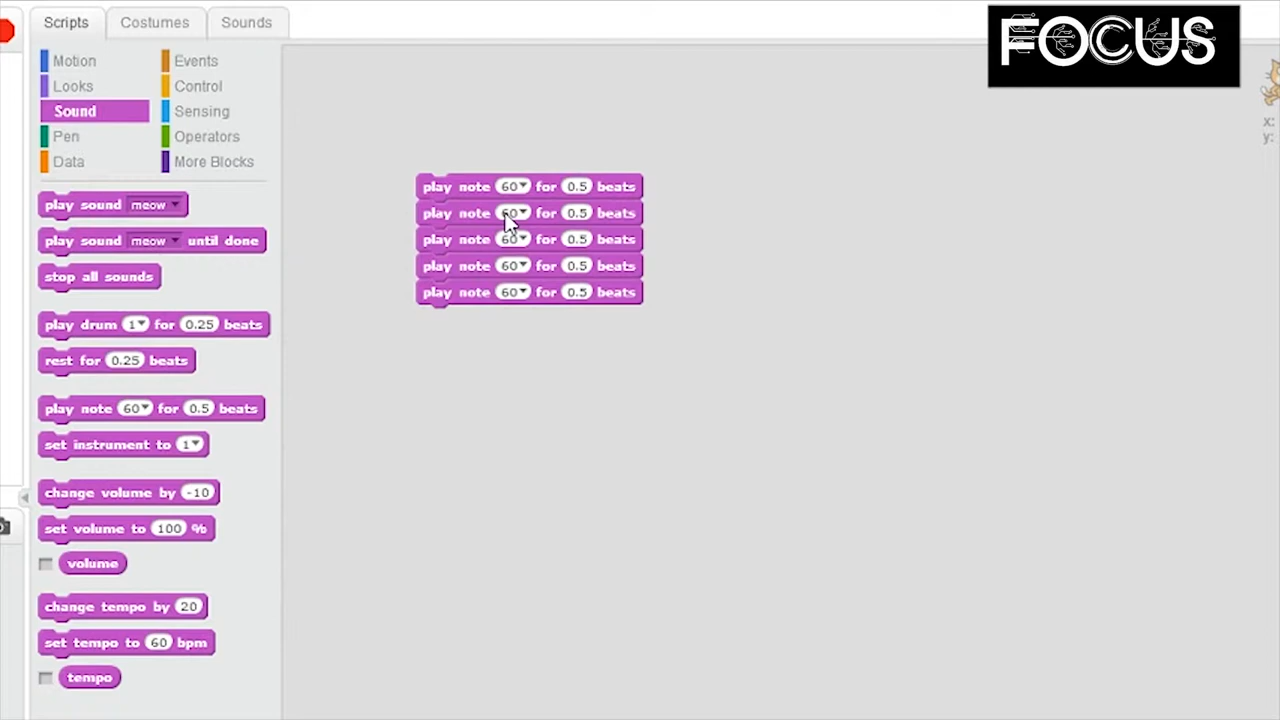 Scripts Costumes Sounds
FOCUS
Motion Events
Looks Control
Sound Sensing
Pen Operators
Data More Blocks
x:
y:
play sound meow
play sound meow until done
stop all sounds
play drum 1 for 0.25 beats
rest for 0.25 beats
play note 60 for 0.5 beats
set instrument to 1
change volume by -10
set volume to 100 %
volume
change tempo by 20
set tempo to 60 bpm
tempo
play note 60 for 0.5 beats
play note 60 for 0.5 beats
play note 60 for 0.5 beats
play note 60 for 0.5 beats
play note 60 for 0.5 beats